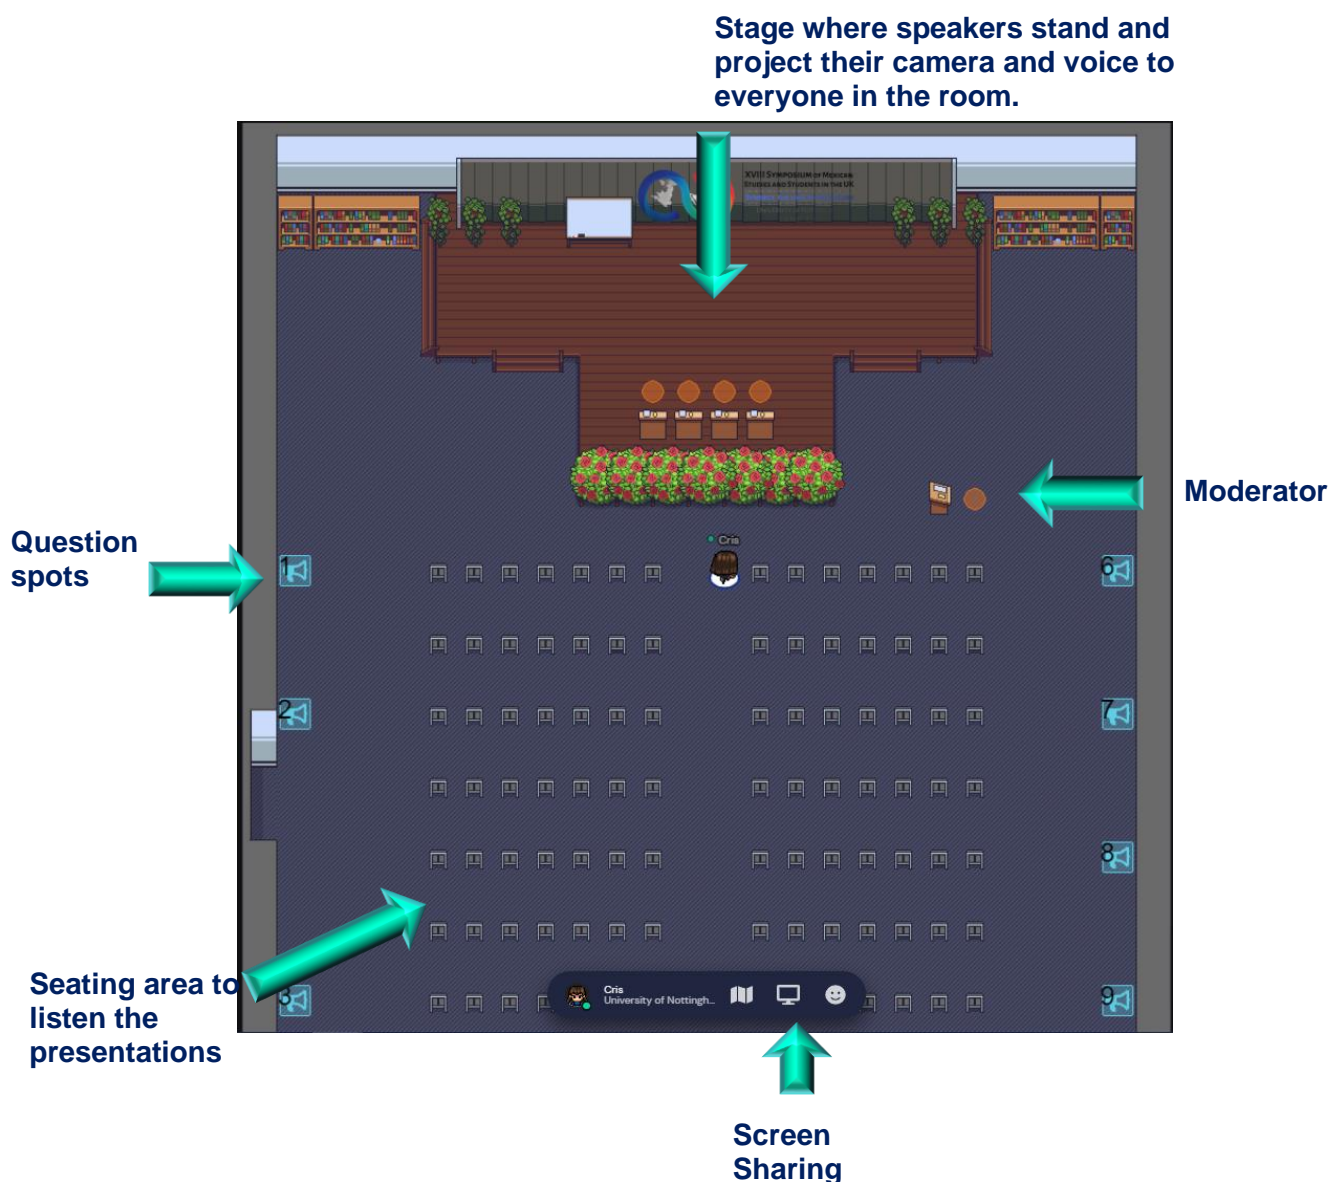 Stage where speakers stand and
project their camera and voice to
everyone in the room.
XVIII SYMPOSIUM OF MEXICAN
STUDIES AND STUDENTS IN THE UK
Moderator
Question
spots
Cris
1
6
2
7
8
Seating area to
listen the
presentations
3
Cris
University of Nottingh...
9
Screen
Sharing